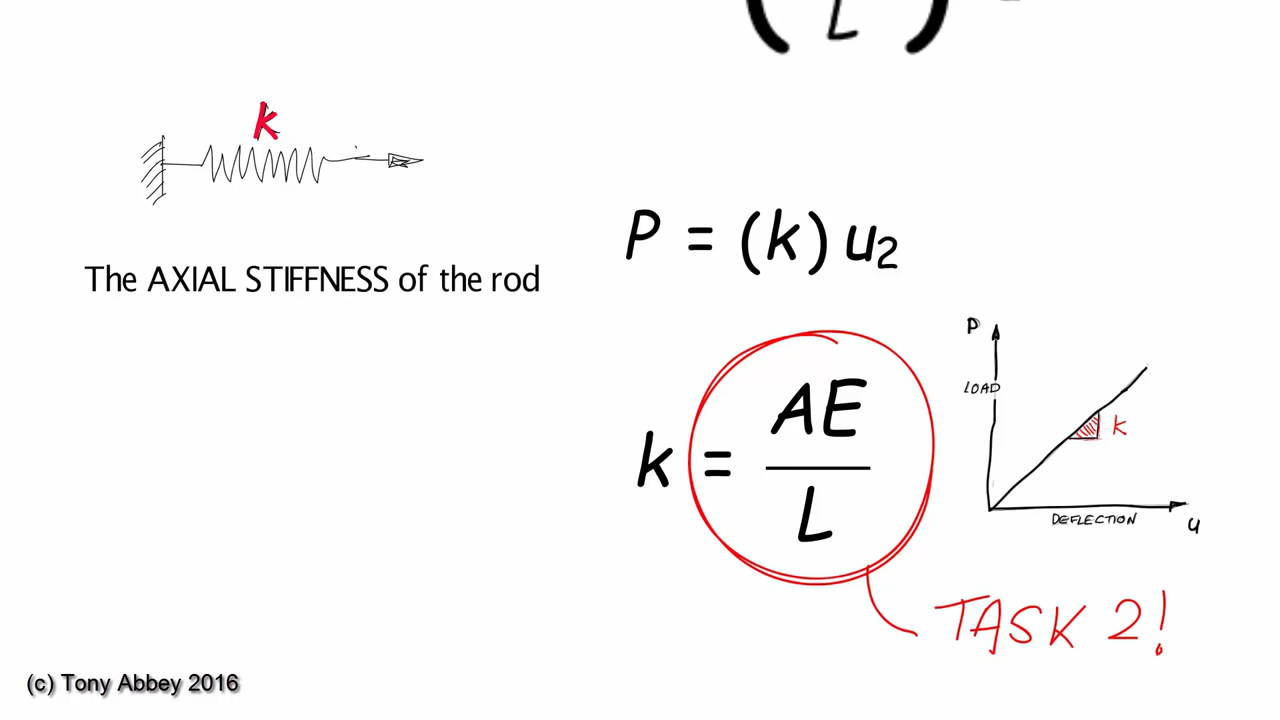 ( L )
k
P = (k) u₂
The AXIAL STIFFNESS of the rod
P
LOAD
k = AE / L
K
DEFLECTION
u
TASK 2!
(c) Tony Abbey 2016